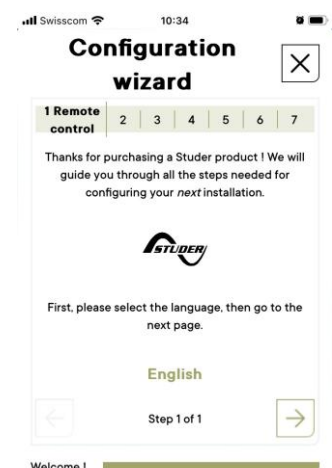 Swisscom 10:34
Configuration
wizard
1 Remote
control 2 3 4 5 6 7
Thanks for purchasing a Studer product ! We will
guide you through all the steps needed for
configuring your next installation.
STUDER
First, please select the language, then go to the
next page.
English
Step 1 of 1
Welcome !